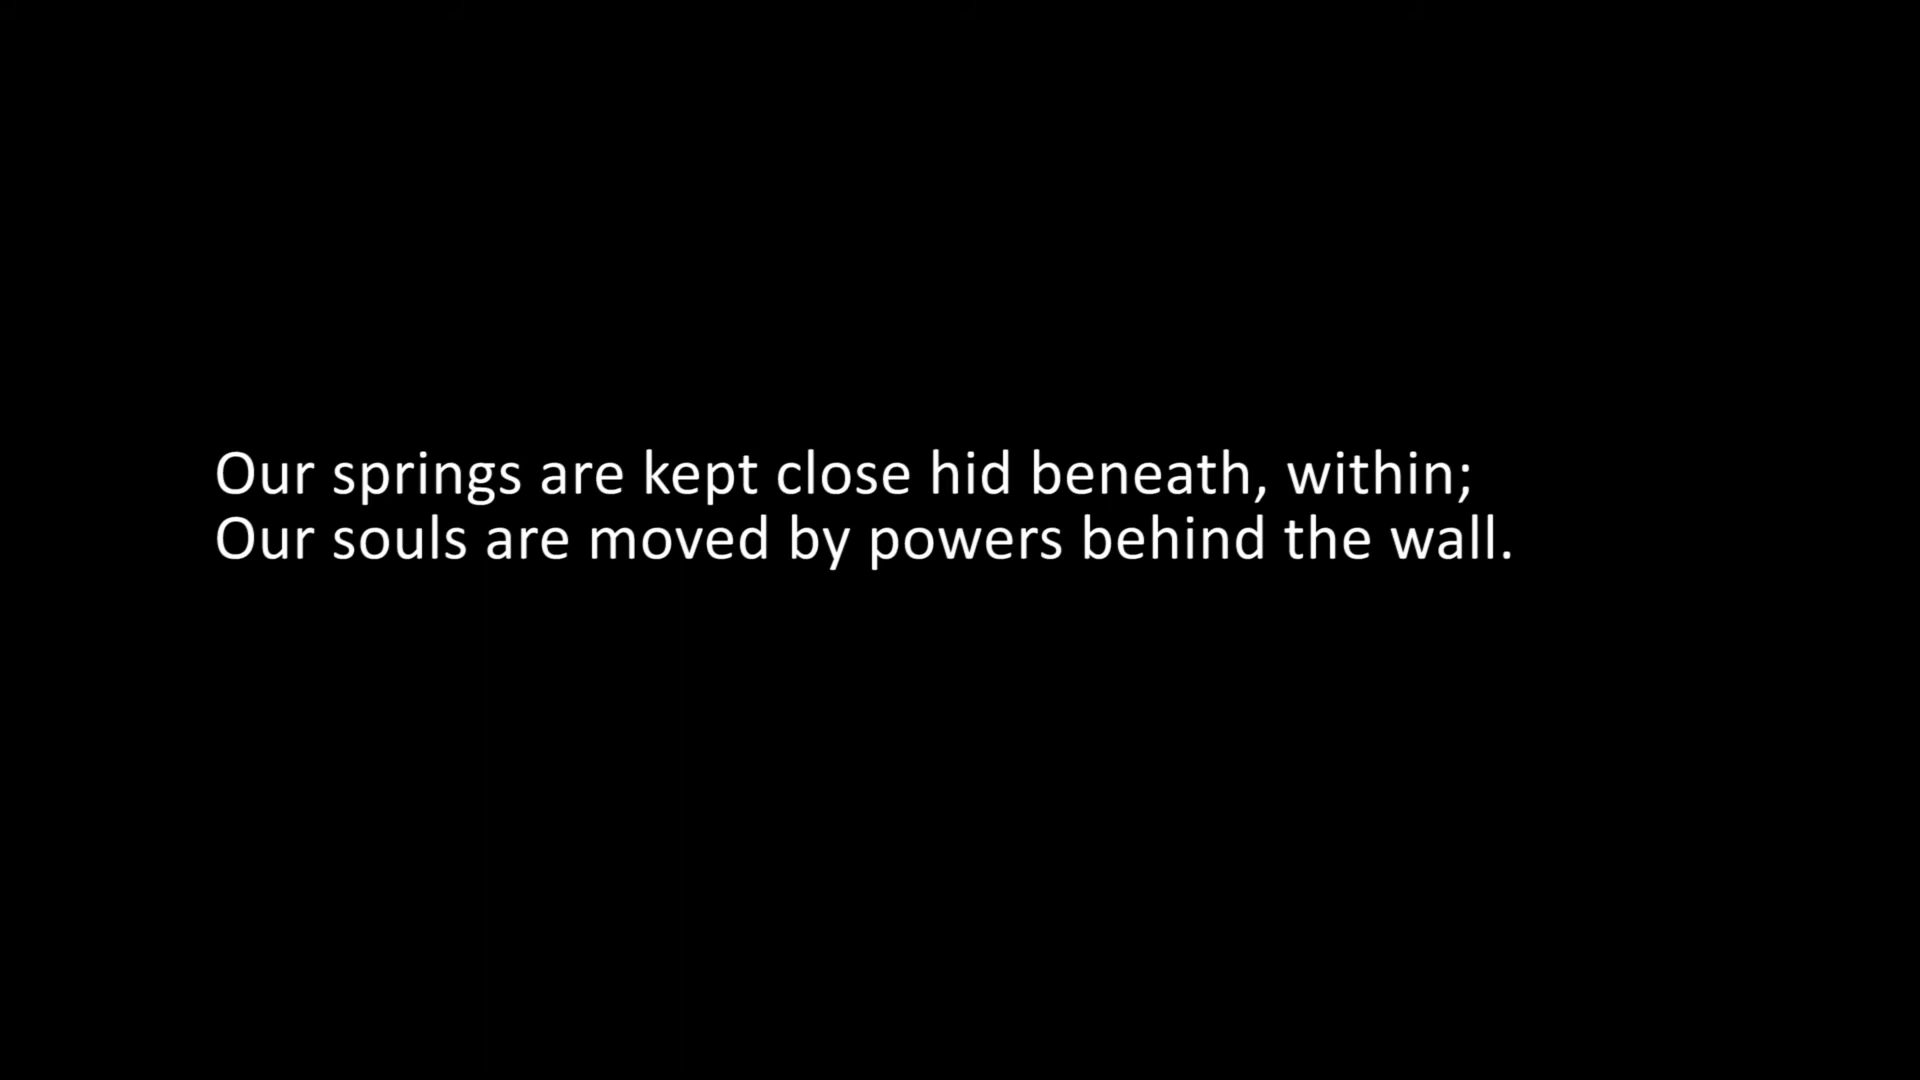 Our springs are kept close hid beneath, within;
Our souls are moved by powers behind the wall.